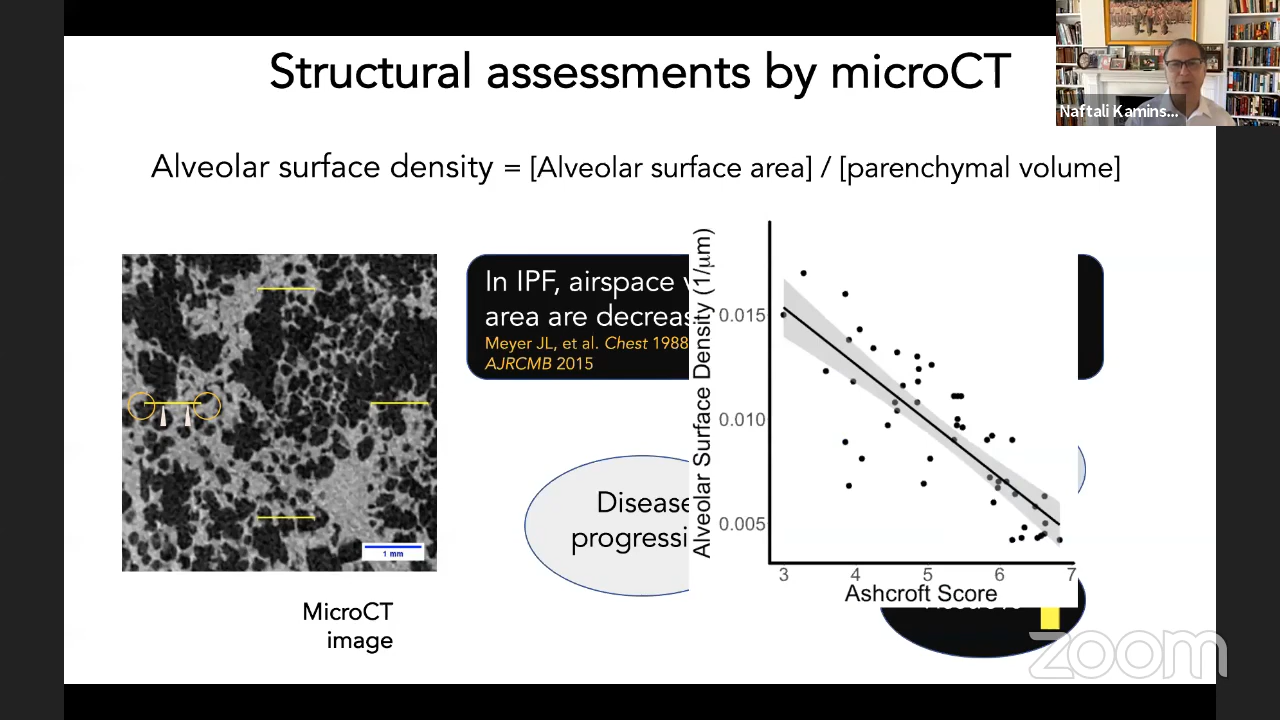 Structural assessments by microCT
Naftali Kamins...
Alveolar surface density = [Alveolar surface area] / [parenchymal volume]
In IPF, airspace
area are decreas
Meyer JL, et al. Chest 1988
AJRCMB 2015
Disease
progressi
1 mm
MicroCT
image
Alveolar Surface Density (1/μm)
0.015
0.010
0.005
3 4 5 6 7
Ashcroft Score
zoom